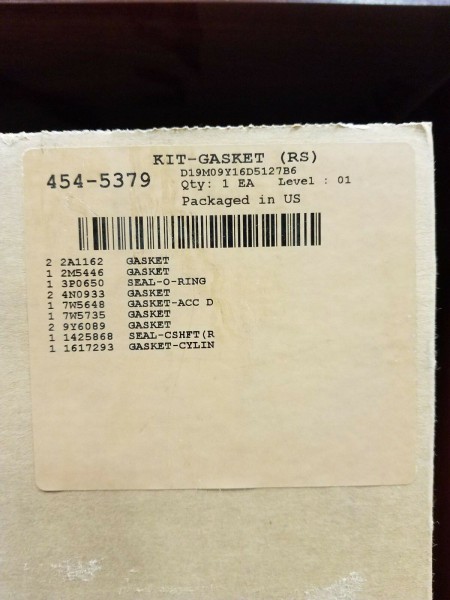 KIT-GASKET (RS)
454-5379
D19M09Y16D5127B6
Qty: 1 EA Level : 01
Packaged in US
2 2A1162 GASKET
1 2M5446 GASKET
1 3P0650 SEAL-O-RING
2 4N0933 GASKET
1 7W5648 GASKET-ACC D
1 7W5735 GASKET
2 9Y6089 GASKET
1 1425868 SEAL-CSHFT(R
1 1617293 GASKET-CYLIN